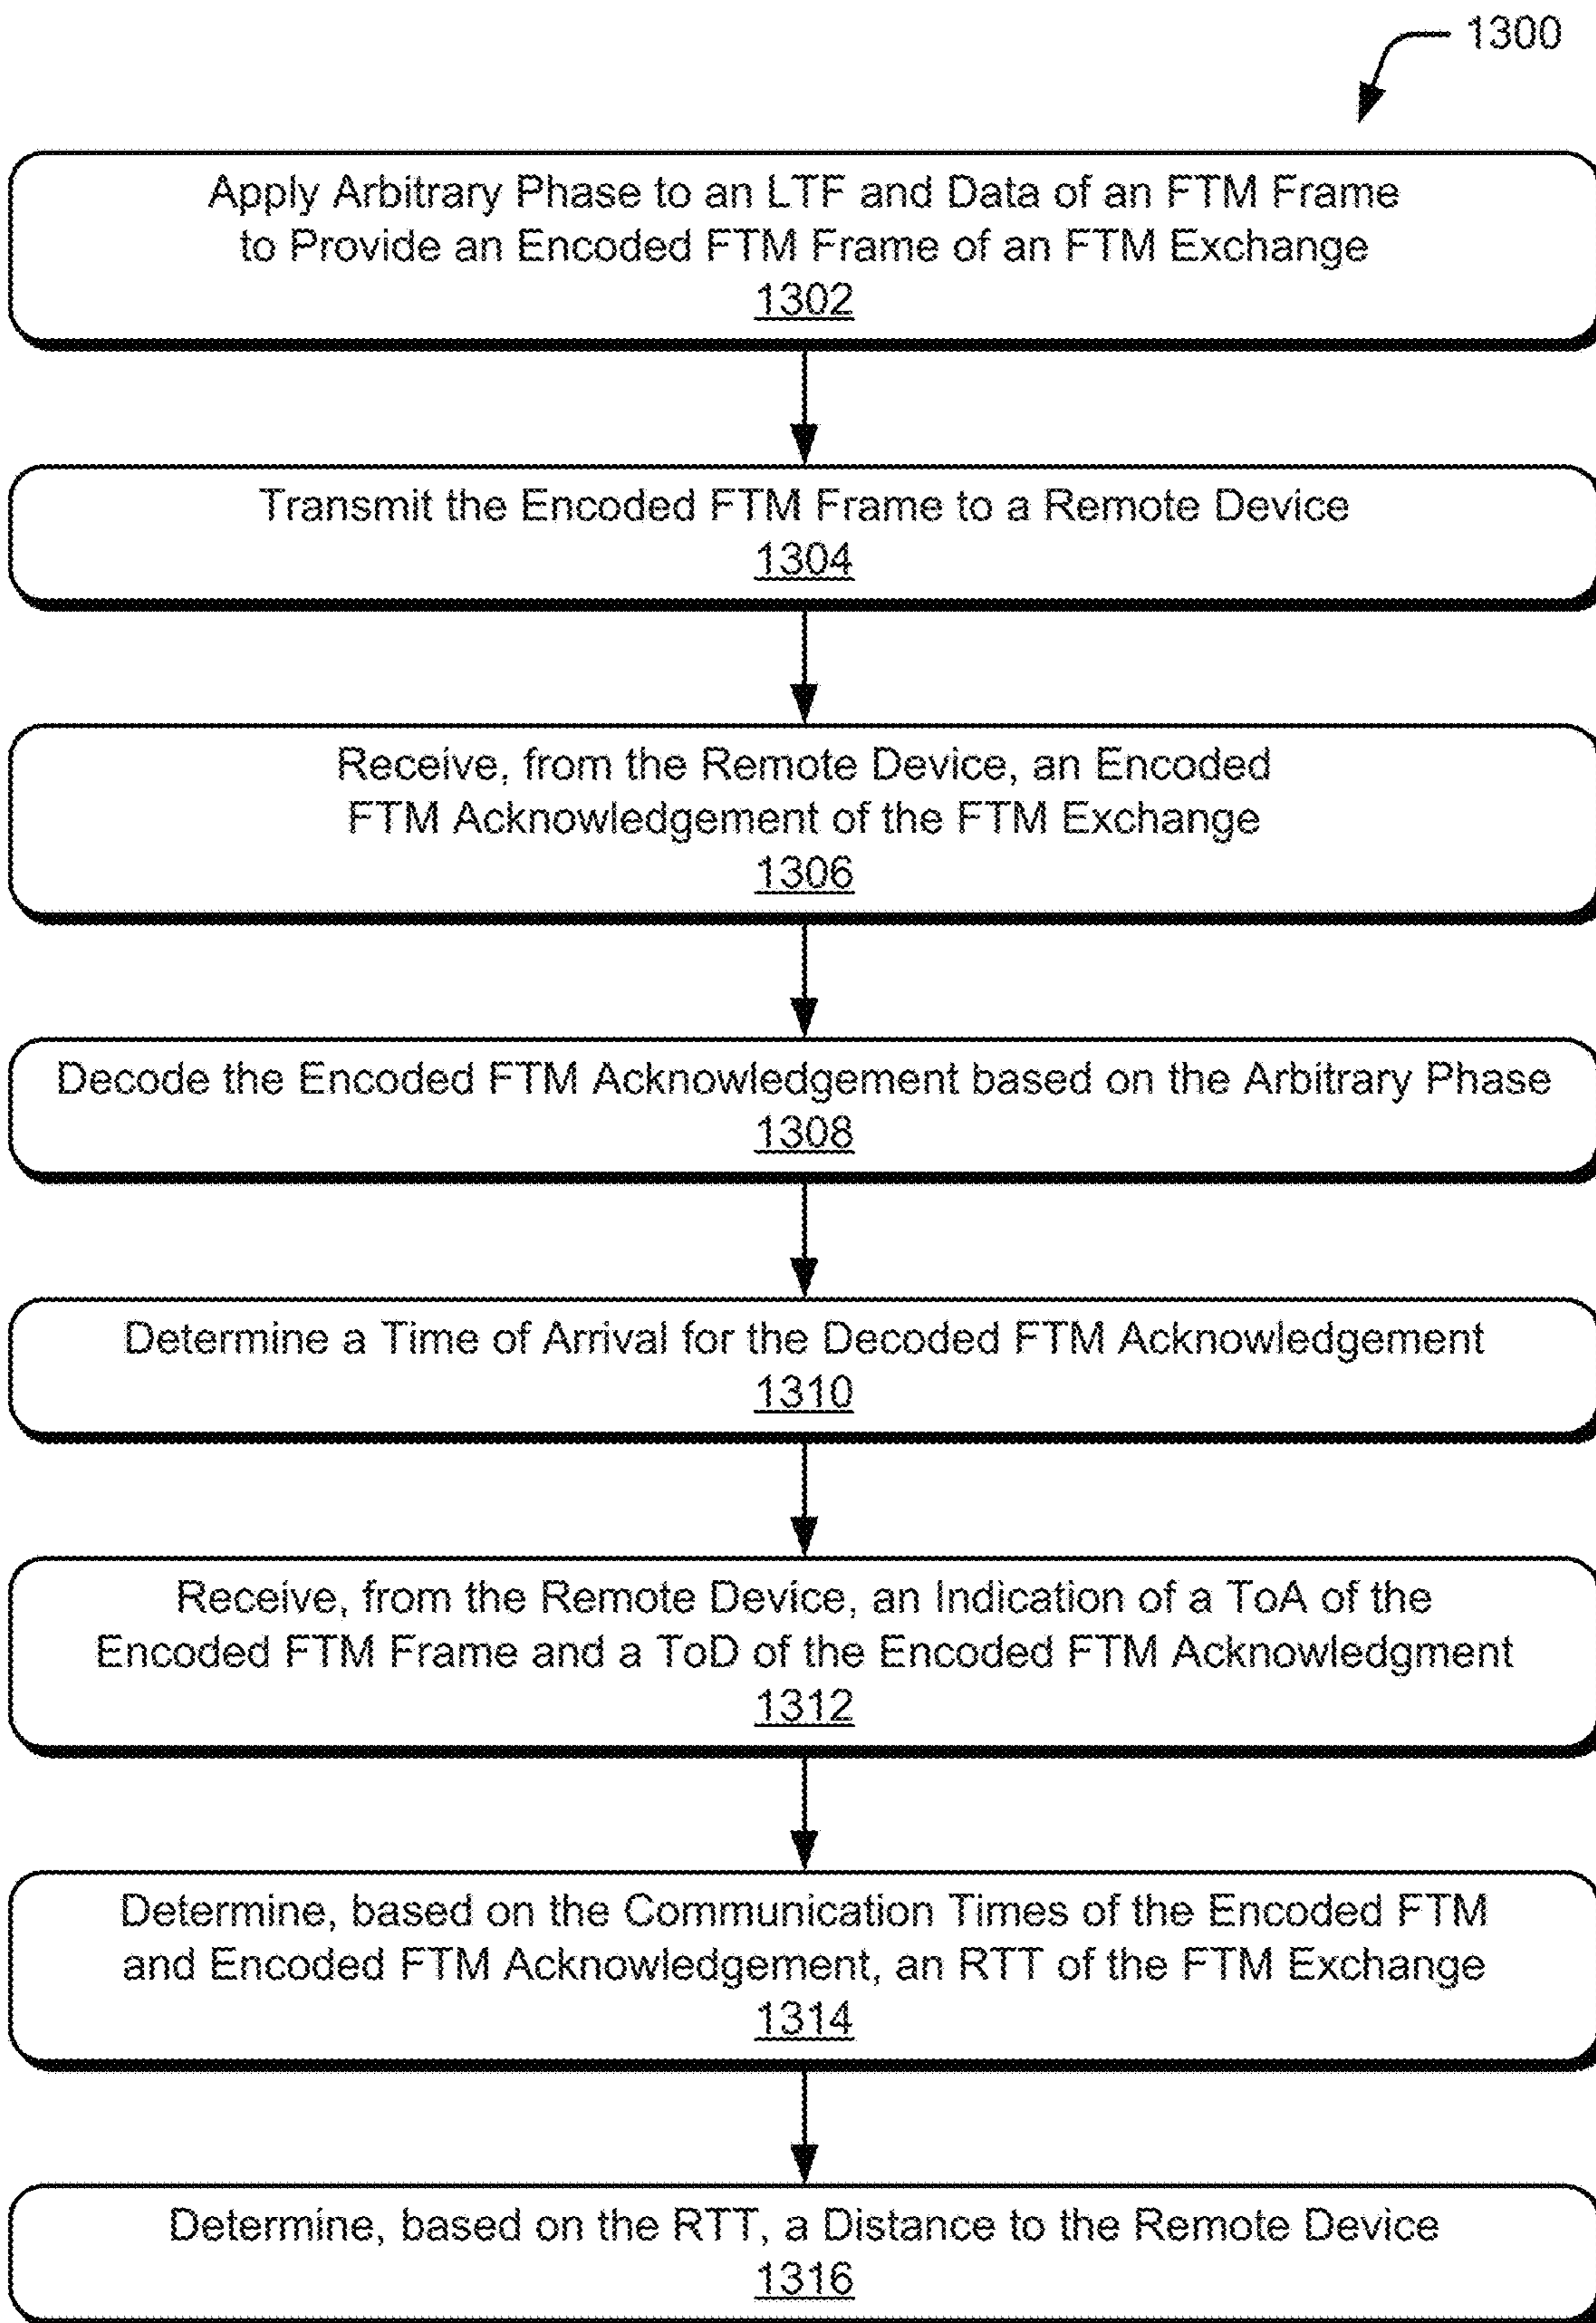 1300
Apply Arbitrary Phase to an LTF and Data of an FTM Frame
to Provide an Encoded FTM Frame of an FTM Exchange
1302
Transmit the Encoded FTM Frame to a Remote Device
1304
Receive, from the Remote Device, an Encoded
FTM Acknowledgement of the FTM Exchange
1306
Decode the Encoded FTM Acknowledgement based on the Arbitrary Phase
1308
Determine a Time of Arrival for the Decoded FTM Acknowledgement
1310
Receive, from the Remote Device, an Indication of a ToA of the
Encoded FTM Frame and a ToD of the Encoded FTM Acknowledgment
1312
Determine, based on the Communication Times of the Encoded FTM
and Encoded FTM Acknowledgement, an RTT of the FTM Exchange
1314
Determine, based on the RTT, a Distance to the Remote Device
1316